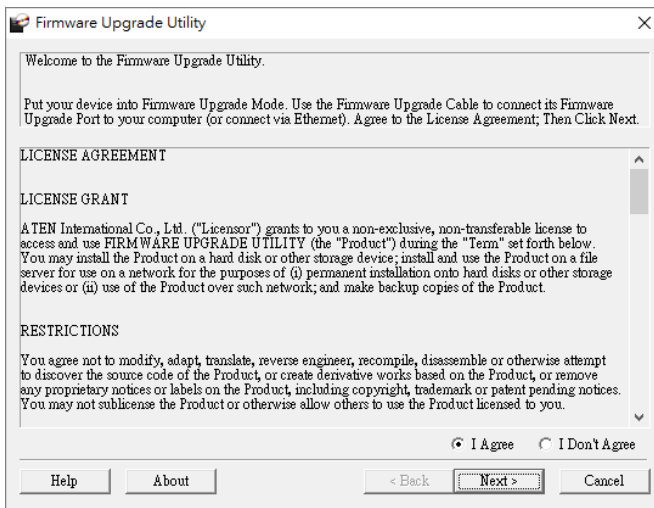 Firmware Upgrade Utility
Welcome to the Firmware Upgrade Utility.
Put your device into Firmware Upgrade Mode. Use the Firmware Upgrade Cable to connect its Firmware
Upgrade Port to your computer (or connect via Ethernet). Agree to the License Agreement; Then Click Next.
LICENSE AGREEMENT
LICENSE GRANT
ATEN International Co., Ltd. ("Licensor") grants to you a non-exclusive, non-transferable license to
access and use FIRMWARE UPGRADE UTILITY (the "Product") during the "Term" set forth below.
You may install the Product on a hard disk or other storage device; install and use the Product on a file
server for use on a network for the purposes of (i) permanent installation onto hard disks or other storage
devices or (ii) use of the Product over such network; and make backup copies of the Product.
RESTRICTIONS
You agree not to modify, adapt, translate, reverse engineer, recompile, disassemble or otherwise attempt
to discover the source code of the Product, or create derivative works based on the Product, or remove
any proprietary notices or labels on the Product, including copyright, trademark or patent pending notices.
You may not sublicense the Product or otherwise allow others to use the Product licensed to you.
I Agree I Don't Agree
Help About < Back Next > Cancel